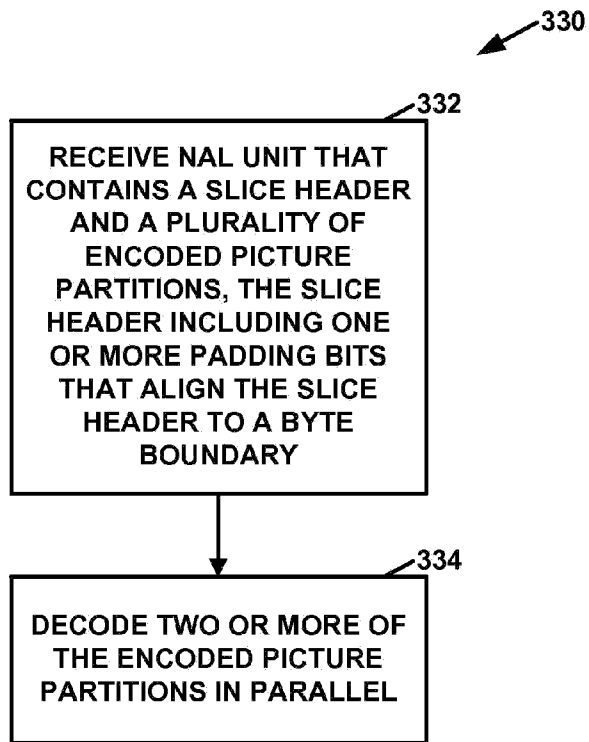 330
332
RECEIVE NAL UNIT THAT
CONTAINS A SLICE HEADER
AND A PLURALITY OF
ENCODED PICTURE
PARTITIONS, THE SLICE
HEADER INCLUDING ONE
OR MORE PADDING BITS
THAT ALIGN THE SLICE
HEADER TO A BYTE
BOUNDARY
334
DECODE TWO OR MORE OF
THE ENCODED PICTURE
PARTITIONS IN PARALLEL